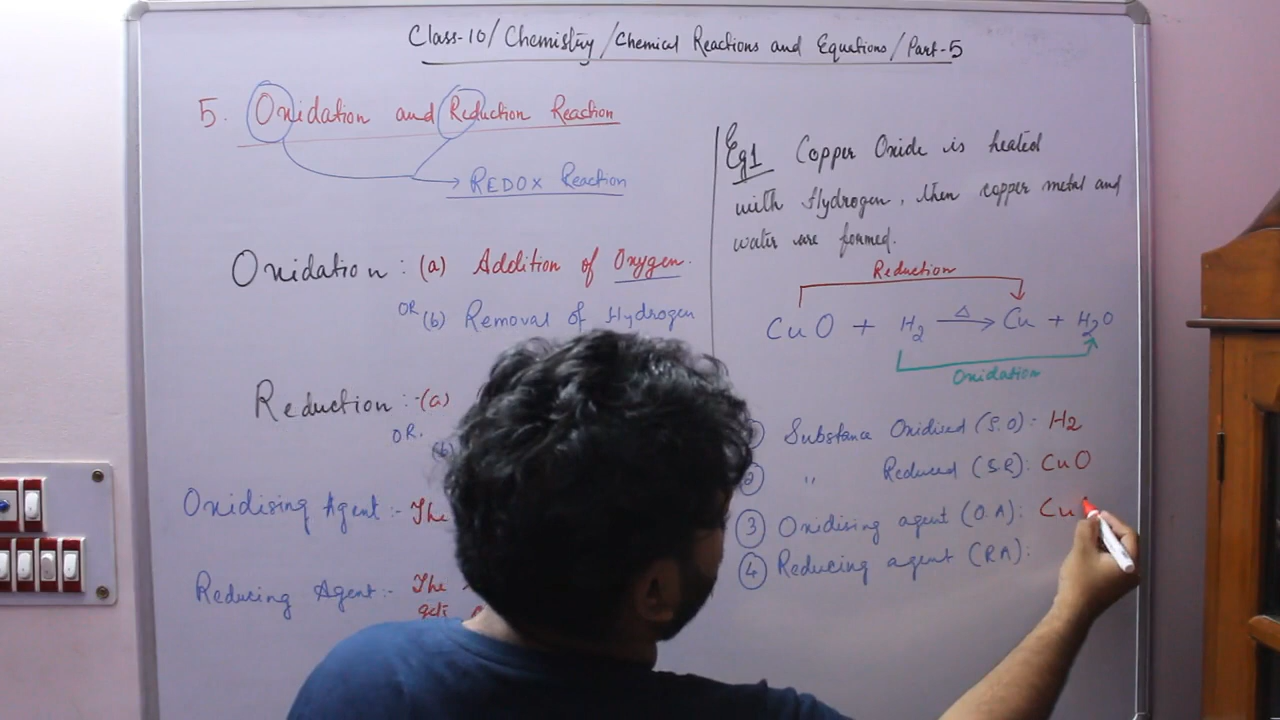 Class-10/Chemistry/Chemical Reactions and Equations/Part-5
5. Oxidation and Reduction Reaction
REDOX Reaction
Oxidation: (a) Addition of Oxygen.
OR (b) Removal of Hydrogen
Reduction:-(a)
OR.
(b)
Oxidising Agent:- The
Reducing Agent:- The
gets
Eg1 Copper Oxide is heated
with Hydrogen, then copper metal and
water are formed.
Reduction
CuO + H₂ —Δ→ Cu + H₂O
Oxidation
Substance Oxidised (S.O): H₂
" Reduced (S.R): CuO
③ Oxidising agent (O.A): Cu
④ Reducing agent (RA):